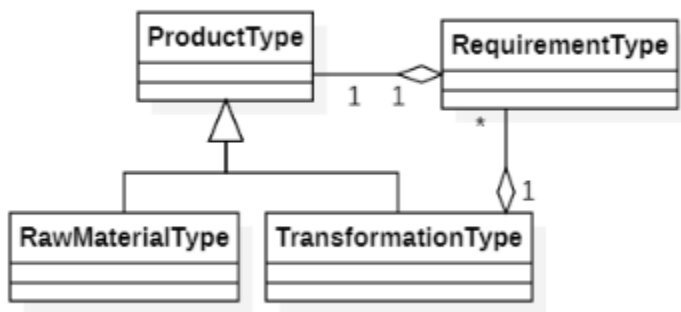 ProductType
RequirementType
1
1
*
1
RawMaterialType
TransformationType